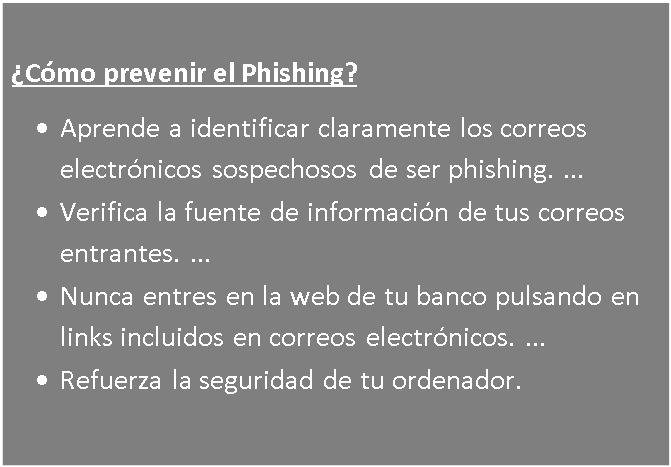 ¿Cómo prevenir el Phishing?
• Aprende a identificar claramente los correos
electrónicos sospechosos de ser phishing. ...
• Verifica la fuente de información de tus correos
entrantes. ...
• Nunca entres en la web de tu banco pulsando en
links incluidos en correos electrónicos. ...
• Refuerza la seguridad de tu ordenador.